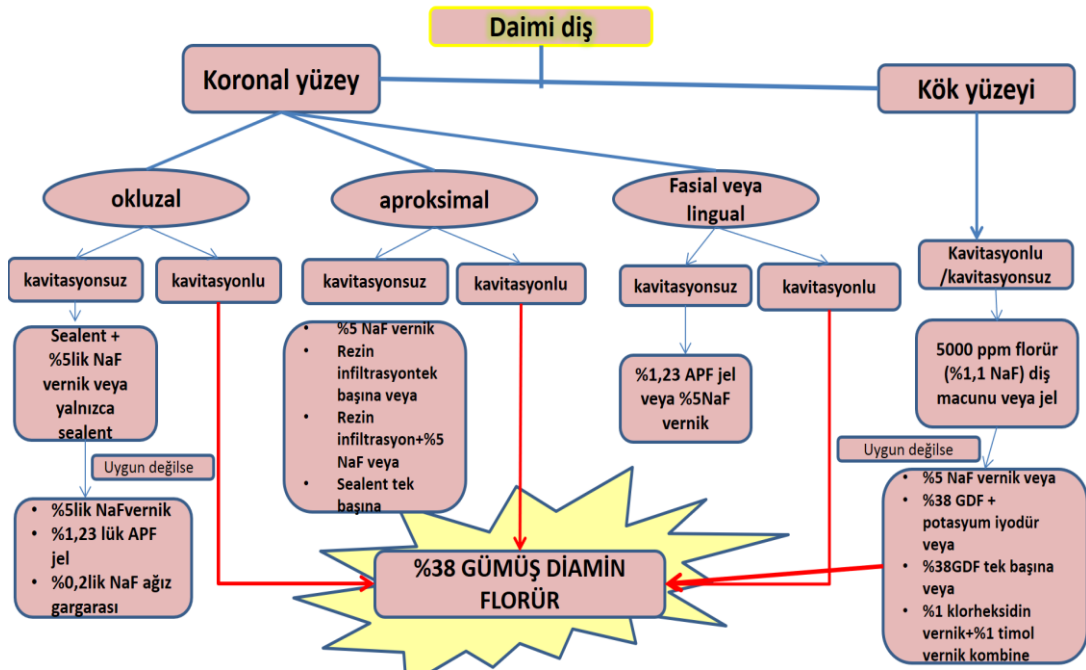 Daimi diş
Koronal yüzey
Kök yüzeyi
okluzal
aproksimal
Fasial veya
lingual
kavitasyonsuz
kavitasyonlu
kavitasyonsuz
kavitasyonlu
kavitasyonsuz
kavitasyonlu
Kavitasyonlu
/kavitasyonsuz
Sealent +
%5lik NaF
vernik veya
yalnızca
sealent
• %5 NaF vernik
• Rezin
infiltrasyontek
başına veya
• Rezin
infiltrasyon+%5
NaF veya
• Sealent tek
başına
%1,23 APF jel
veya %5NaF
vernik
5000 ppm florür
(%1,1 NaF) diş
macunu veya jel
Uygun değilse
Uygun değilse
• %5lik NaFvernik
• %1,23 lük APF
jel
• %0,2lik NaF ağız
gargarası
%38 GÜMÜŞ DİAMİN
FLORÜR
• %5 NaF vernik veya
• %38 GDF +
potasyum iyodür
veya
• %38GDF tek başına
veya
• %1 klorheksidin
vernik+%1 timol
vernik kombine